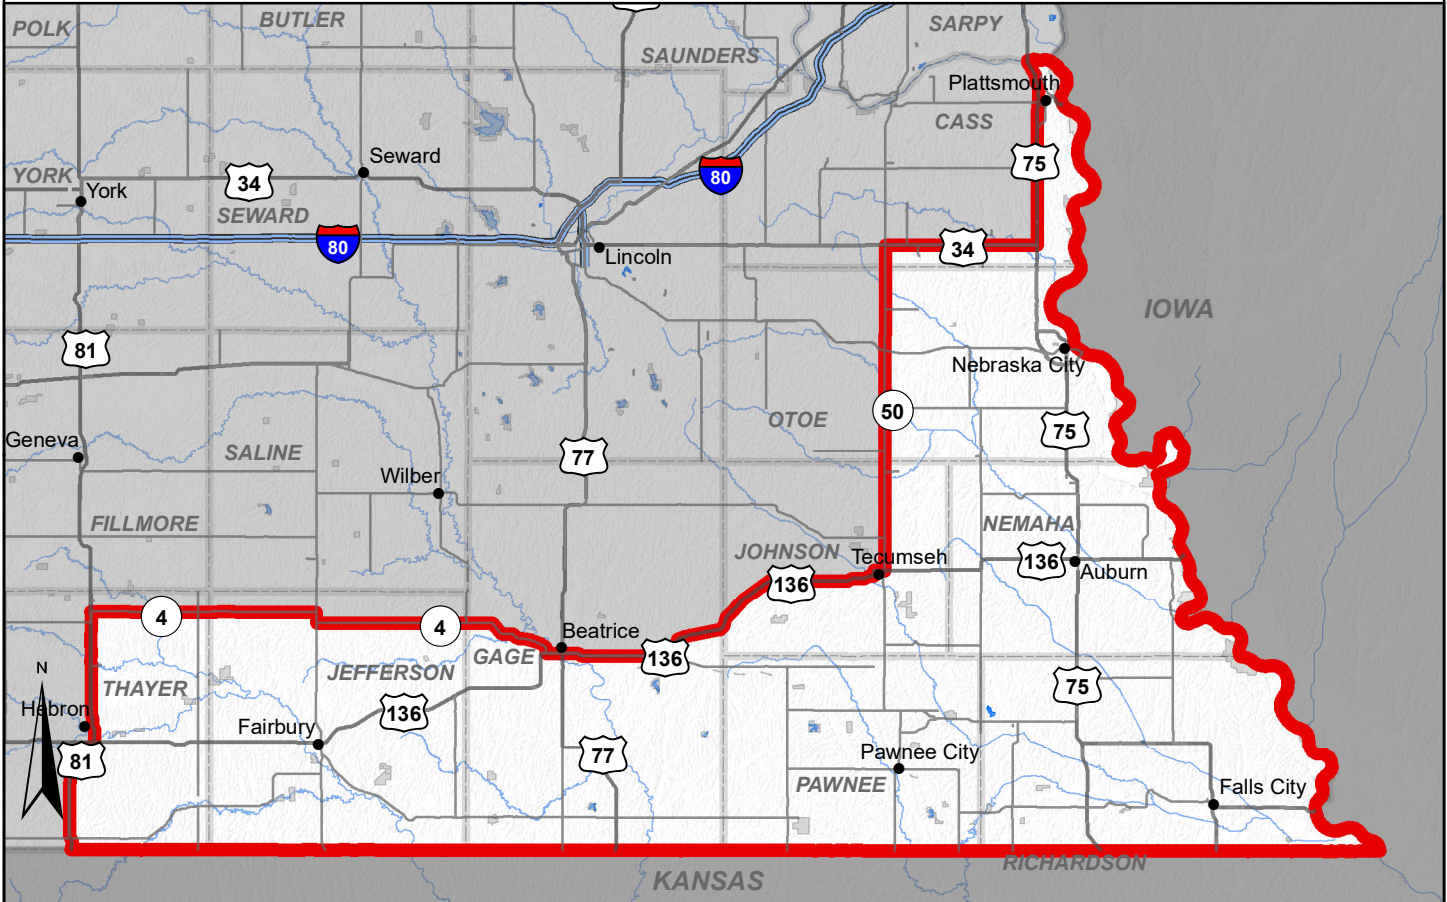 POLK
BUTLER
SAUNDERS
SARPY
Plattsmouth
CASS
75
Seward
YORK
34
80
York
SEWARD
80
34
Lincoln
IOWA
81
Nebraska City
50
OTOE
75
Geneva
SALINE
77
Wilber
FILLMORE
NEMAHA
JOHNSON
Tecumseh
136
136
Auburn
4
4
Beatrice
GAGE
136
N
JEFFERSON
THAYER
75
Hebron
136
Fairbury
81
77
Pawnee City
PAWNEE
Falls City
RICHARDSON
KANSAS